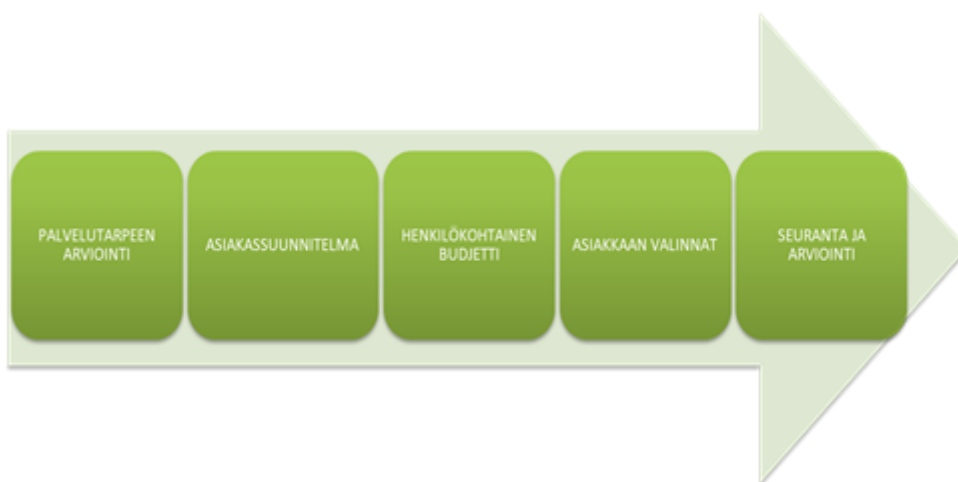 PALVELUTARPEEN
ARVIOINTI
ASIAKASSUUNNITELMA
HENKILÖKOHTAINEN
BUDJETTI
ASIAKKAAN VALINNAT
SEURANTA JA
ARVIOINTI